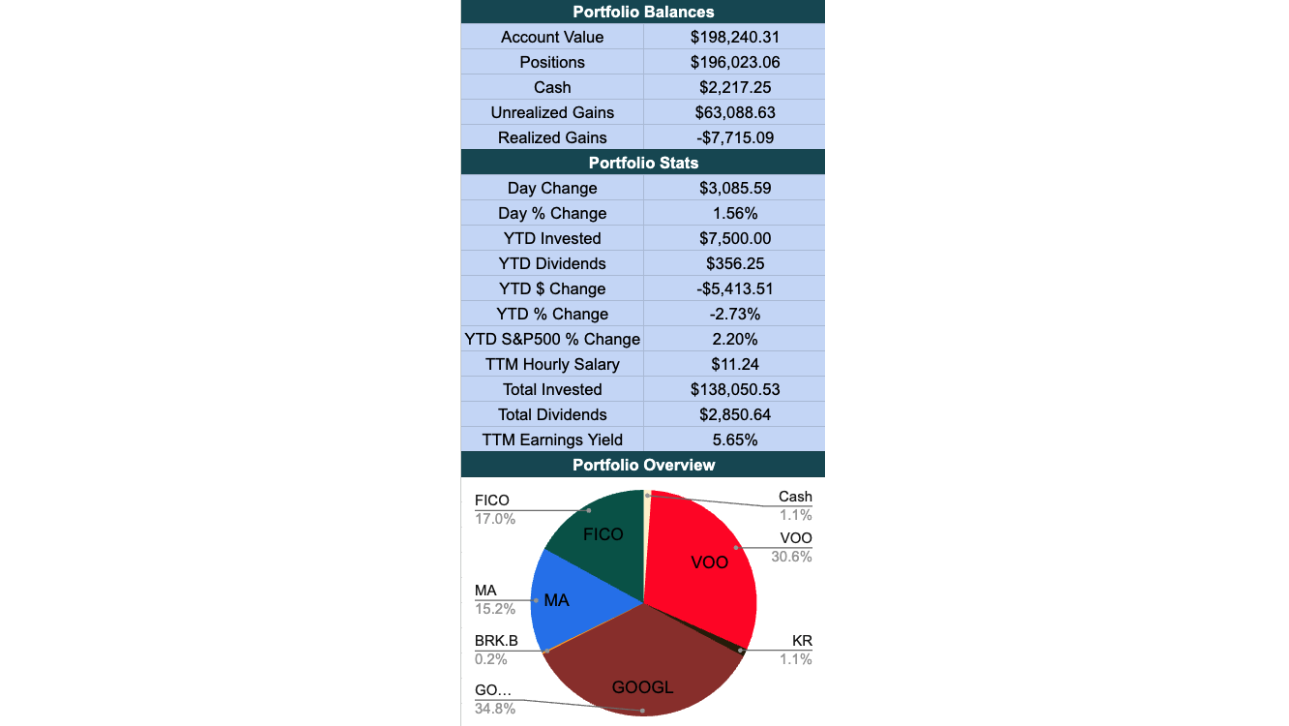 Portfolio Balances
Account Value $198,240.31
Positions $196,023.06
Cash $2,217.25
Unrealized Gains $63,088.63
Realized Gains -$7,715.09
Portfolio Stats
Day Change $3,085.59
Day % Change 1.56%
YTD Invested $7,500.00
YTD Dividends $356.25
YTD $ Change -$5,413.51
YTD % Change -2.73%
YTD S&P500 % Change 2.20%
TTM Hourly Salary $11.24
Total Invested $138,050.53
Total Dividends $2,850.64
TTM Earnings Yield 5.65%
Portfolio Overview
FICO
17.0%
MA
15.2%
BRK.B
0.2%
GO...
34.8%
FICO
VOO
MA
GOOGL
Cash
1.1%
VOO
30.6%
KR
1.1%